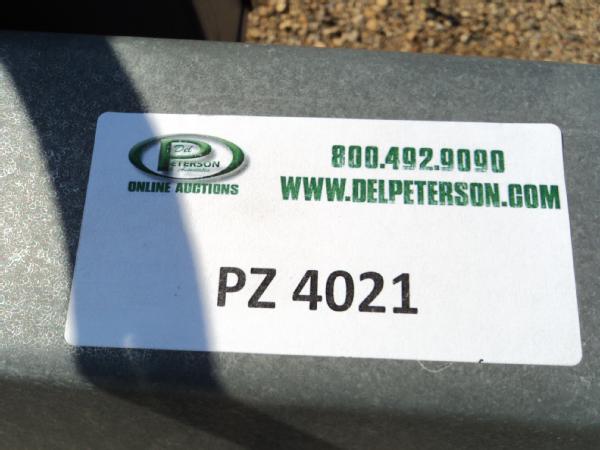 Del
PETERSON
ONLINE AUCTIONS
800.492.9090
WWW.DELPETERSON.COM
PZ 4021